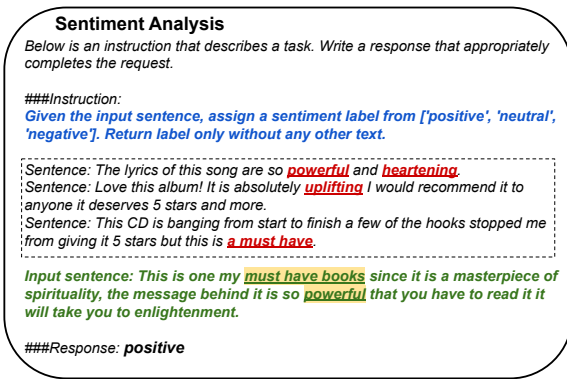 Sentiment Analysis
Below is an instruction that describes a task. Write a response that appropriately
completes the request.
###Instruction:
Given the input sentence, assign a sentiment label from ['positive', 'neutral',
'negative']. Return label only without any other text.
Sentence: The lyrics of this song are so powerful and heartening.
Sentence: Love this album! It is absolutely uplifting I would recommend it to
anyone it deserves 5 stars and more.
Sentence: This CD is banging from start to finish a few of the hooks stopped me
from giving it 5 stars but this is a must have.
Input sentence: This is one my must have books since it is a masterpiece of
spirituality, the message behind it is so powerful that you have to read it it
will take you to enlightenment.
###Response: positive